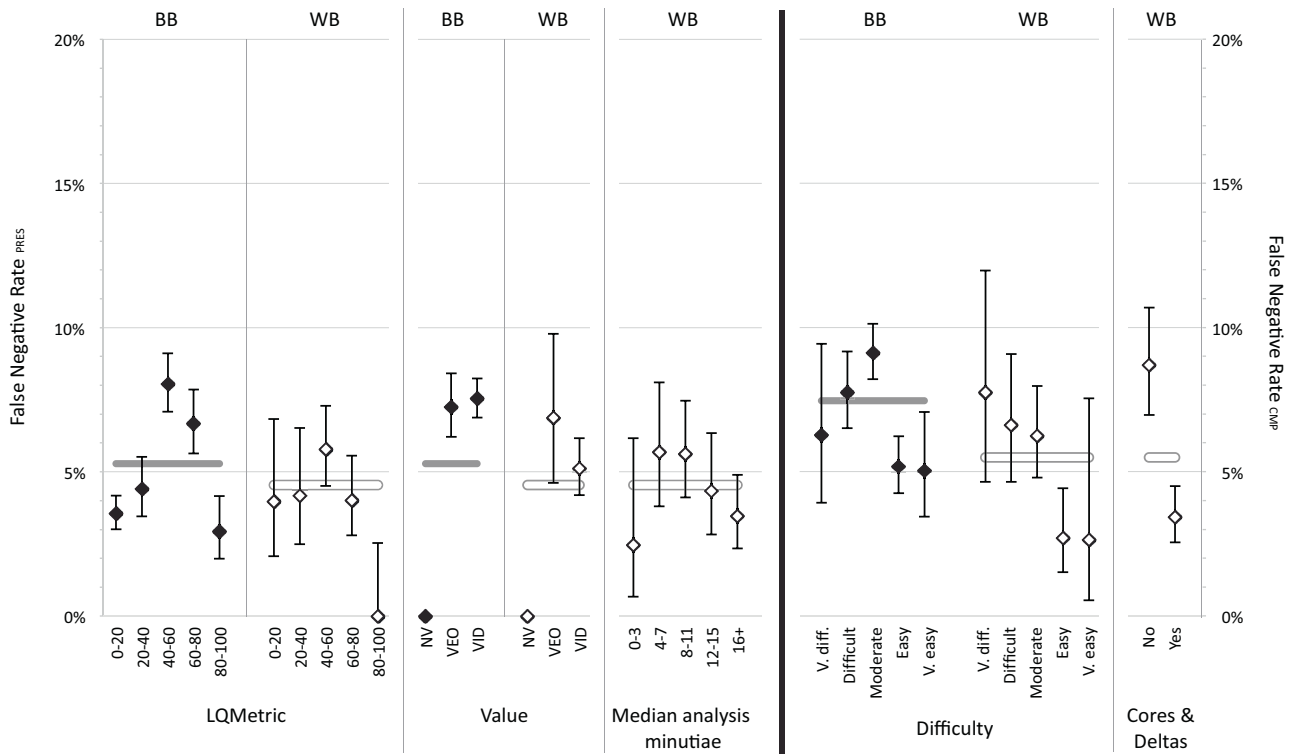 BB WB BB WB WB BB WB WB
20% 20%
15% 15%
10% 10%
5% 5%
0% 0%
False Negative Rate PRES
False Negative Rate CMP
0-20 20-40 40-60 60-80 80-100 0-20 20-40 40-60 60-80 80-100 NV VEO VID NV VEO VID 0-3 4-7 8-11 12-15 16+ V. diff. Difficult Moderate Easy V. easy V. diff. Difficult Moderate Easy V. easy No Yes
LQMetric Value Median analysis Difficulty Cores &
minutiae Deltas